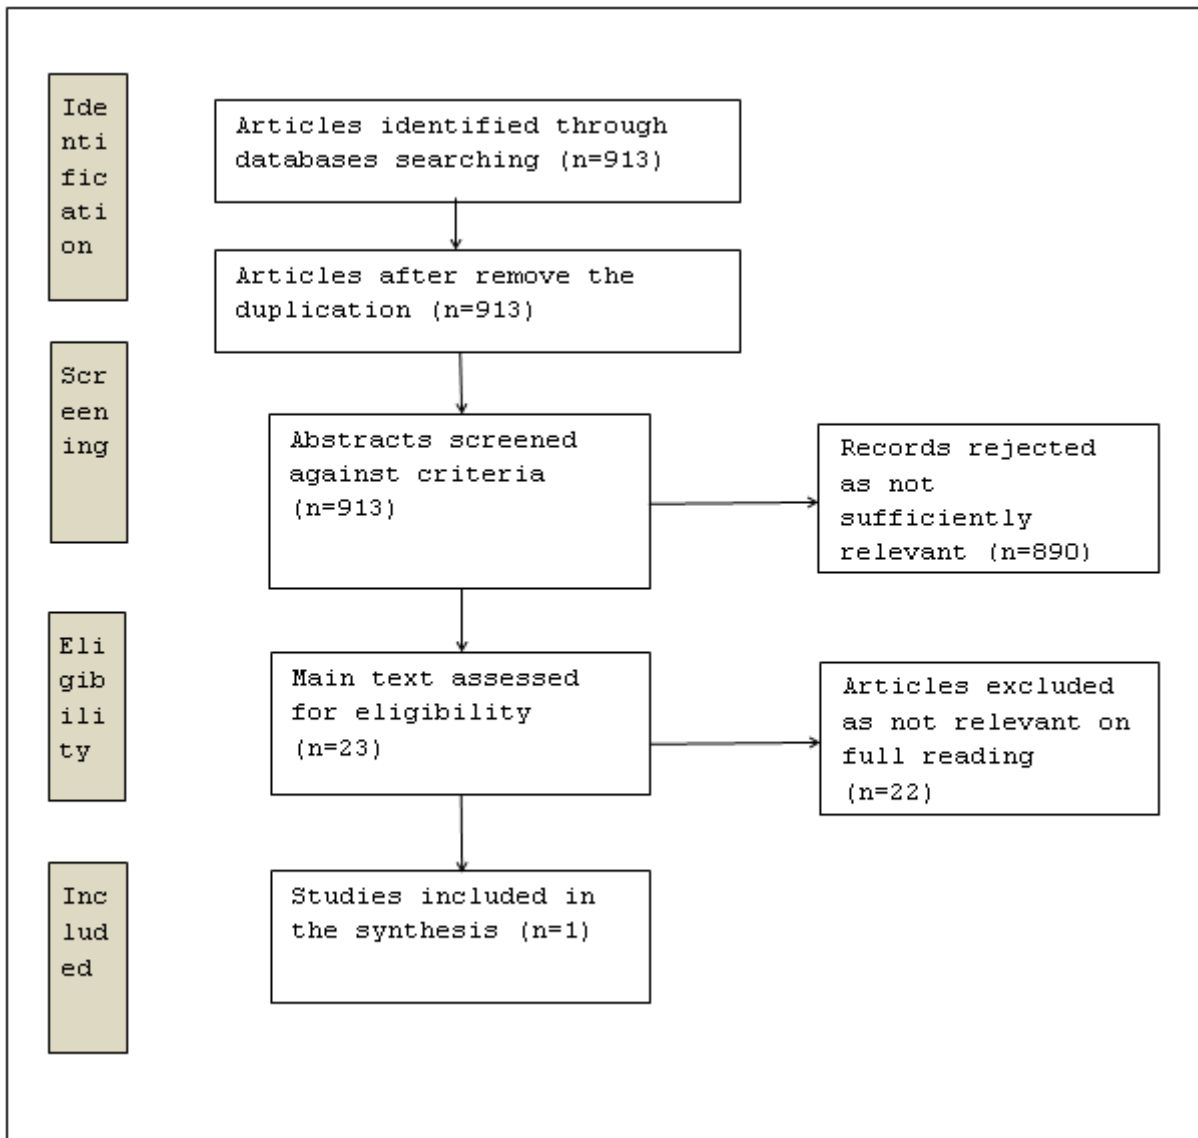 Ide
nti
fic
ati
on
Articles identified through
databases searching (n=913)
Articles after remove the
duplication (n=913)
Scr
een
ing
Abstracts screened
against criteria
(n=913)
Records rejected
as not
sufficiently
relevant (n=890)
Eli
gib
ili
ty
Main text assessed
for eligibility
(n=23)
Articles excluded
as not relevant on
full reading
(n=22)
Inc
lud
ed
Studies included in
the synthesis (n=1)